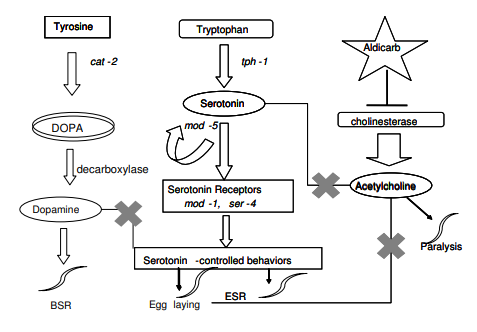 Tyrosine
Tryptophan
Aldicarb
cat -2
tph -1
Serotonin
DOPA
mod -5
cholinesterase
decarboxylase
Serotonin Receptors
mod -1, ser -4
Acetylcholine
Dopamine
Paralysis
Serotonin -controlled behaviors
BSR
Egg laying
ESR